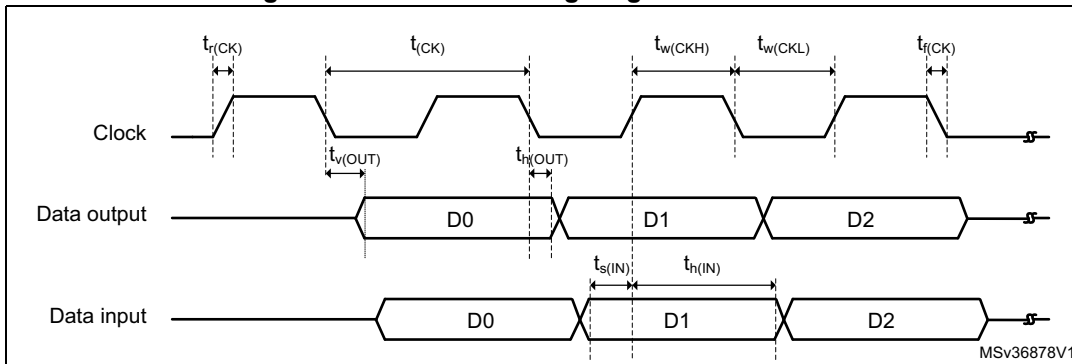 tr(CK) t(CK) tw(CKH) tw(CKL) tf(CK)
Clock
tv(OUT) th(OUT)
Data output D0 D1 D2
ts(IN) th(IN)
Data input D0 D1 D2
MSv36878V1